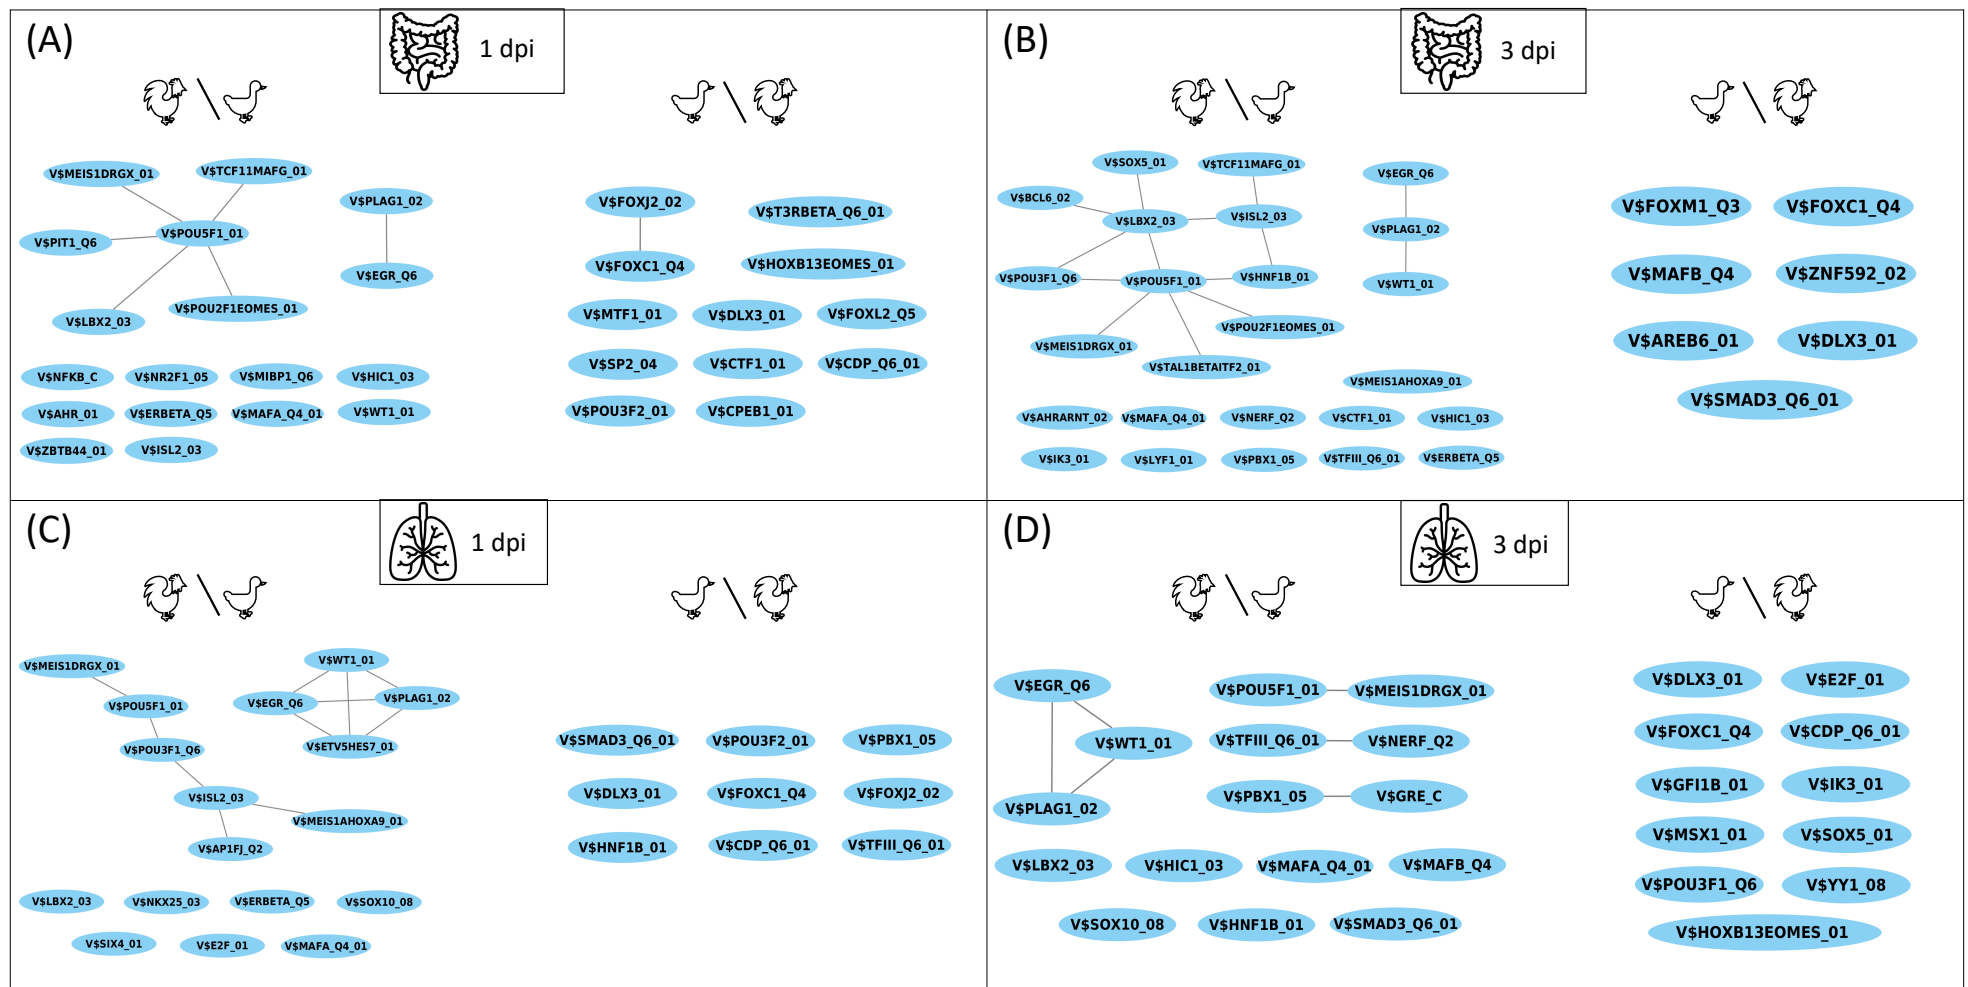 (A)
1 dpi
V$MEIS1DRGX_01
V$TCF11MAFG_01
V$PLAG1_02
V$PIT1_Q6
V$POU5F1_01
V$EGR_Q6
V$LBX2_03
V$POU2F1EOMES_01
V$NFKB_C
V$NR2F1_05
V$MIBP1_Q6
V$HIC1_03
V$AHR_01
V$ERBETA_Q5
V$MAFA_Q4_01
V$WT1_01
V$ZBTB44_01
V$ISL2_03
V$FOXJ2_02
V$T3RBETA_Q6_01
V$FOXC1_Q4
V$HOXB13EOMES_01
V$MTF1_01
V$DLX3_01
V$FOXL2_Q5
V$SP2_04
V$CTF1_01
V$CDP_Q6_01
V$POU3F2_01
V$CPEB1_01
(B)
3 dpi
V$SOX5_01
V$TCF11MAFG_01
V$EGR_Q6
V$BCL6_02
V$LBX2_03
V$ISL2_03
V$PLAG1_02
V$POU3F1_Q6
V$POU5F1_01
V$HNF1B_01
V$WT1_01
V$POU2F1EOMES_01
V$MEIS1DRGX_01
V$TAL1BETAITF2_01
V$MEIS1AHOXA9_01
V$AHRARNT_02
V$MAFA_Q4_01
V$NERF_Q2
V$CTF1_01
V$HIC1_03
V$IK3_01
V$LYF1_01
V$PBX1_05
V$TFIII_Q6_01
V$ERBETA_Q5
V$FOXM1_Q3
V$FOXC1_Q4
V$MAFB_Q4
V$ZNF592_02
V$AREB6_01
V$DLX3_01
V$SMAD3_Q6_01
(C)
1 dpi
V$MEIS1DRGX_01
V$WT1_01
V$POU5F1_01
V$EGR_Q6
V$PLAG1_02
V$POU3F1_Q6
V$ETV5HES7_01
V$ISL2_03
V$MEIS1AHOXA9_01
V$AP1FJ_Q2
V$LBX2_03
V$NKX25_03
V$ERBETA_Q5
V$SOX10_08
V$SIX4_01
V$E2F_01
V$MAFA_Q4_01
V$SMAD3_Q6_01
V$POU3F2_01
V$PBX1_05
V$DLX3_01
V$FOXC1_Q4
V$FOXJ2_02
V$HNF1B_01
V$CDP_Q6_01
V$TFIII_Q6_01
(D)
3 dpi
V$EGR_Q6
V$POU5F1_01
V$MEIS1DRGX_01
V$WT1_01
V$TFIII_Q6_01
V$NERF_Q2
V$PLAG1_02
V$PBX1_05
V$GRE_C
V$LBX2_03
V$HIC1_03
V$MAFA_Q4_01
V$MAFB_Q4
V$SOX10_08
V$HNF1B_01
V$SMAD3_Q6_01
V$DLX3_01
V$E2F_01
V$FOXC1_Q4
V$CDP_Q6_01
V$GFI1B_01
V$IK3_01
V$MSX1_01
V$SOX5_01
V$POU3F1_Q6
V$YY1_08
V$HOXB13EOMES_01